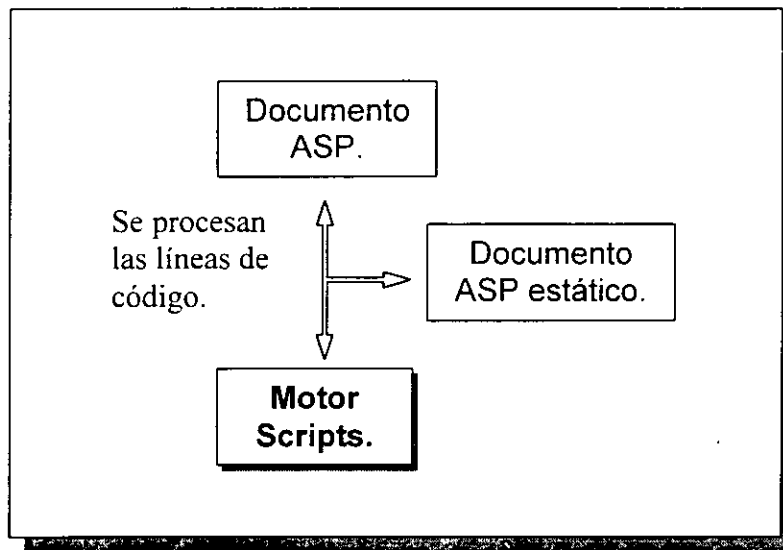 Documento
ASP.
Se procesan
las líneas de
código.
Documento
ASP estático.
Motor
Scripts.